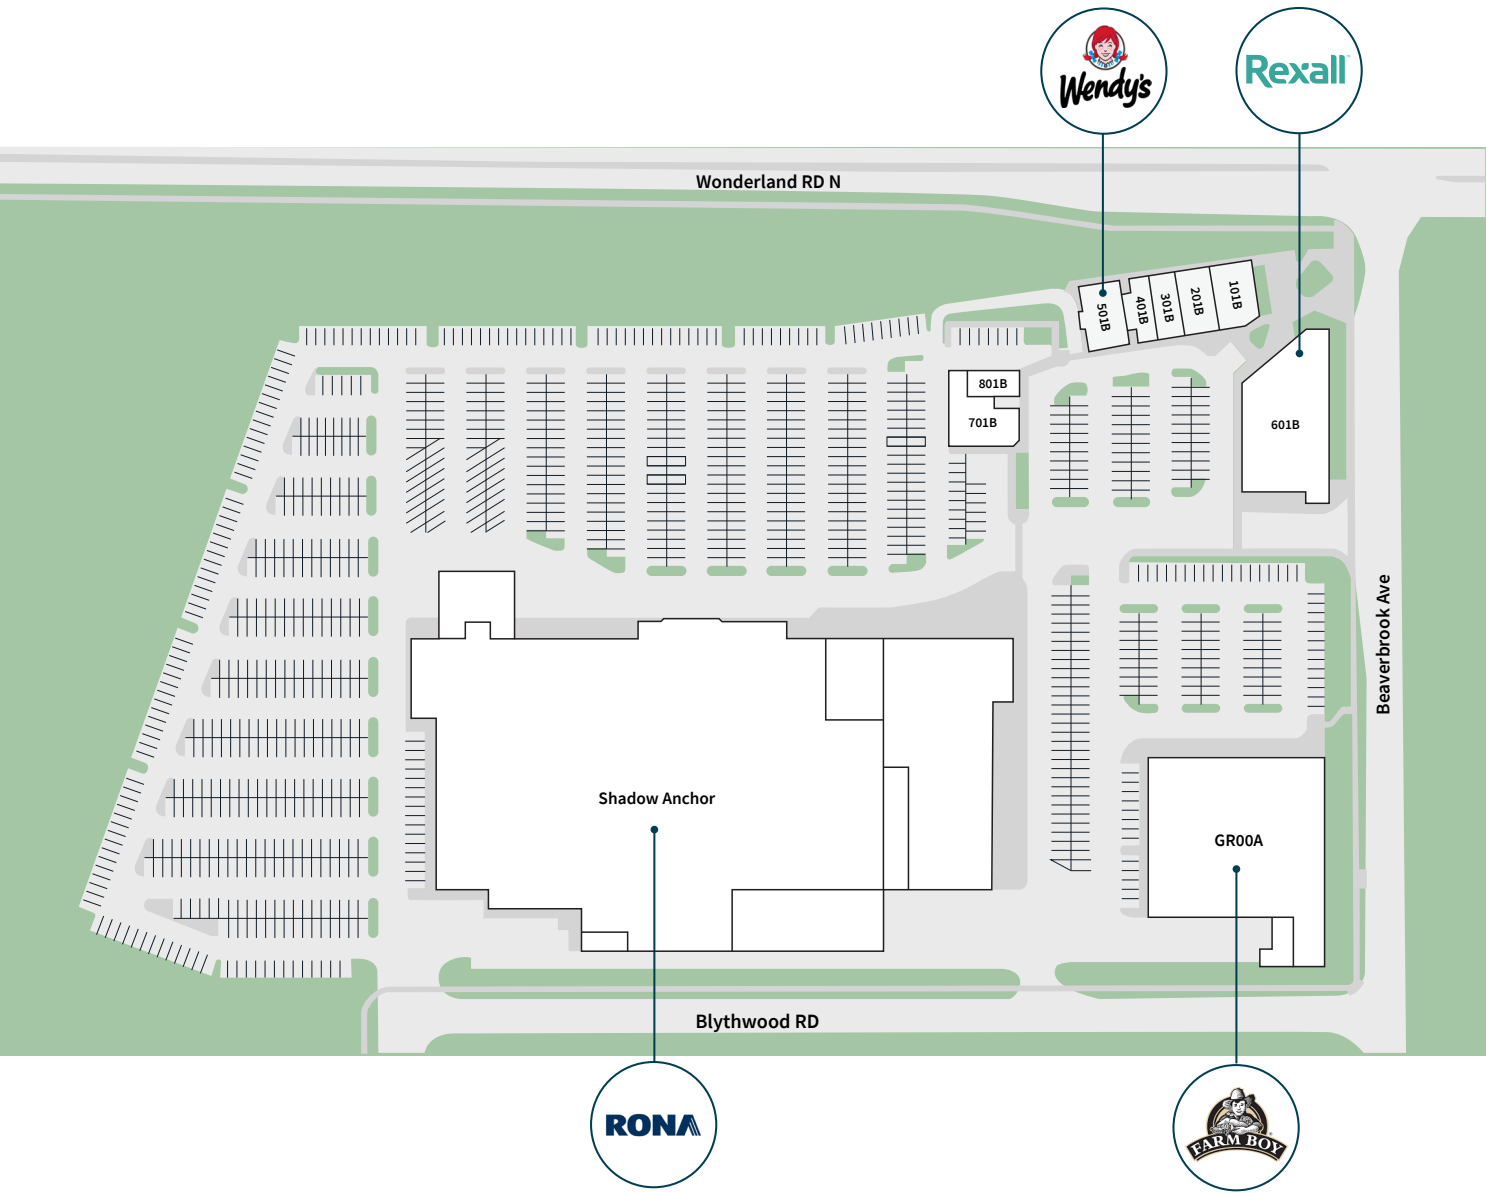 Wendy's
Rexall
Wonderland RD N
501B
401B
301B
201B
101B
801B
701B
601B
Beaverbrook Ave
Shadow Anchor
GR00A
Blythwood RD
RONA
FARM BOY